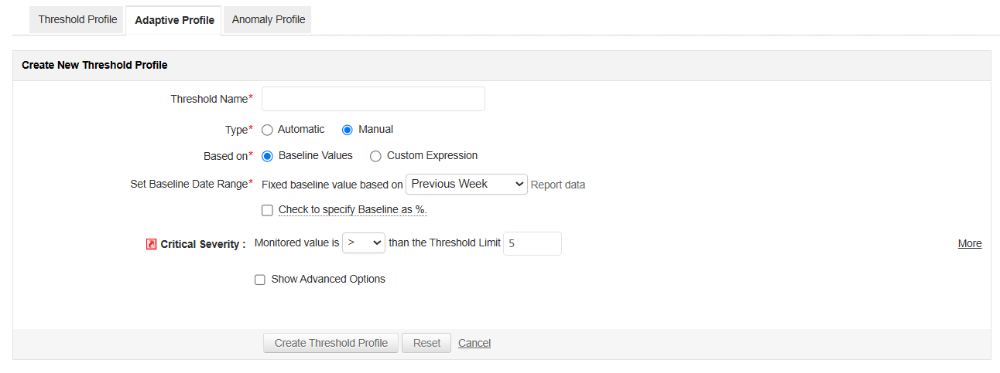 Threshold Profile Adaptive Profile Anomaly Profile
Create New Threshold Profile
Threshold Name*
Type* Automatic Manual
Based on* Baseline Values Custom Expression
Set Baseline Date Range* Fixed baseline value based on Previous Week Report data
Check to specify Baseline as %.
Critical Severity : Monitored value is > than the Threshold Limit 5 More
Show Advanced Options
Create Threshold Profile Reset Cancel